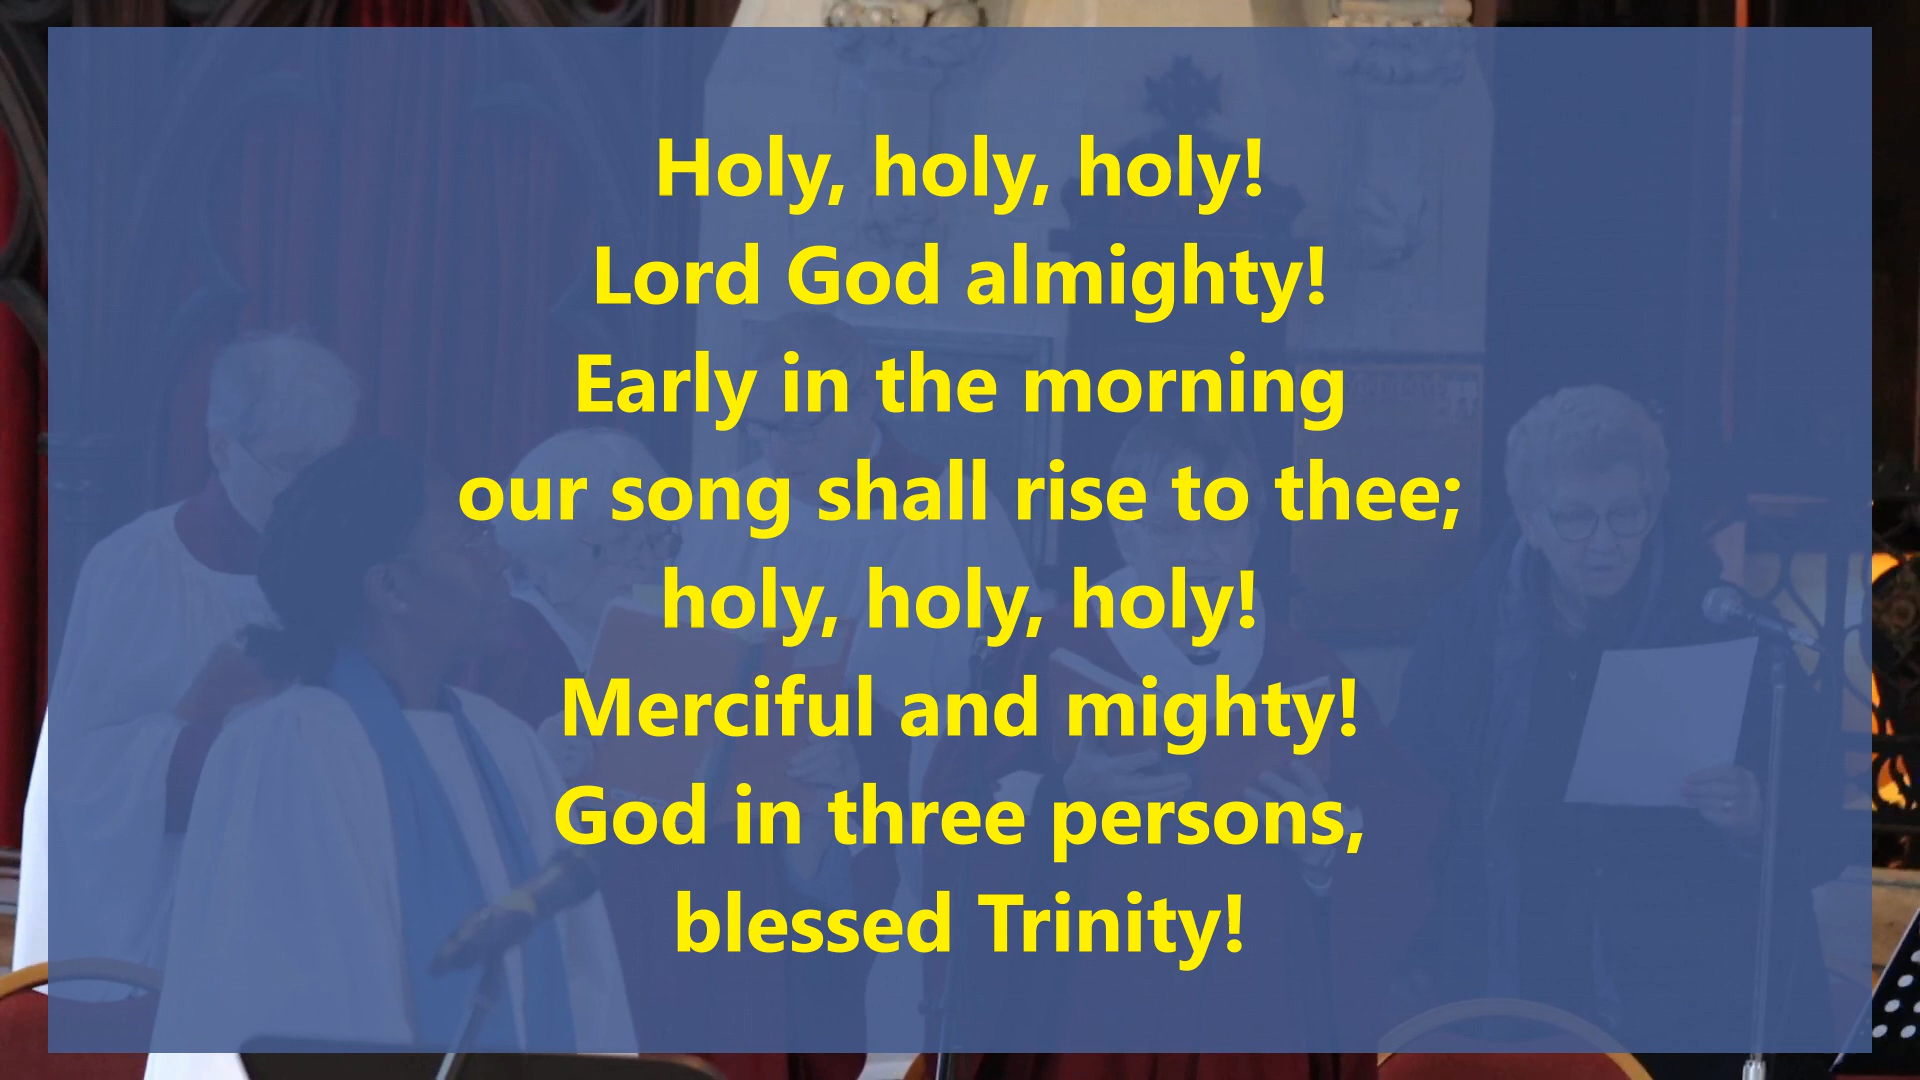 Holy, holy, holy!
Lord God almighty!
Early in the morning
our song shall rise to thee;
holy, holy, holy!
Merciful and mighty!
God in three persons,
blessed Trinity!